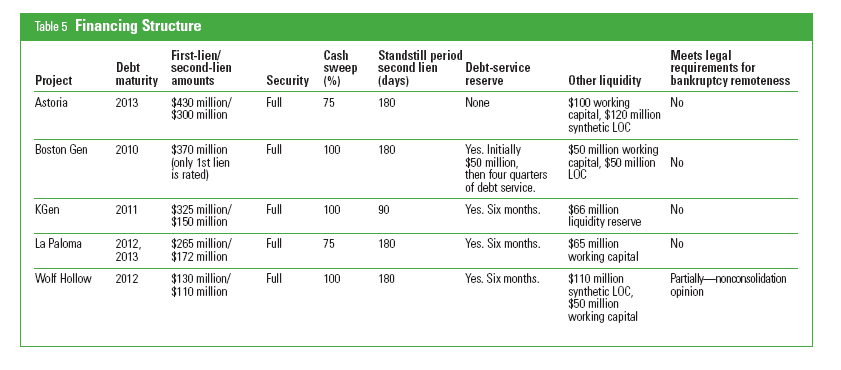 Table 5 Financing Structure
Project
Debt
maturity
First-lien/
second-lien
amounts
Security
Cash
sweep
(%)
Standstill period
second lien
(days)
Debt-service
reserve
Other liquidity
Meets legal
requirements for
bankruptcy remoteness
Astoria
2013
$430 million/
$300 million
Full
75
180
None
$100 working
capital, $120 million
synthetic LOC
No
Boston Gen
2010
$370 million
(only 1st lien
is rated)
Full
100
180
Yes. Initially
$50 million,
then four quarters
of debt service.
$50 million working
capital, $50 million
LOC
No
KGen
2011
$325 million/
$150 million
Full
100
90
Yes. Six months.
$66 million
liquidity reserve
No
La Paloma
2012,
2013
$265 million/
$172 million
Full
75
180
Yes. Six months.
$65 million
working capital
No
Wolf Hollow
2012
$130 million/
$110 million
Full
100
180
Yes. Six months.
$110 million
synthetic LOC,
$50 million
working capital
Partially—nonconsolidation
opinion